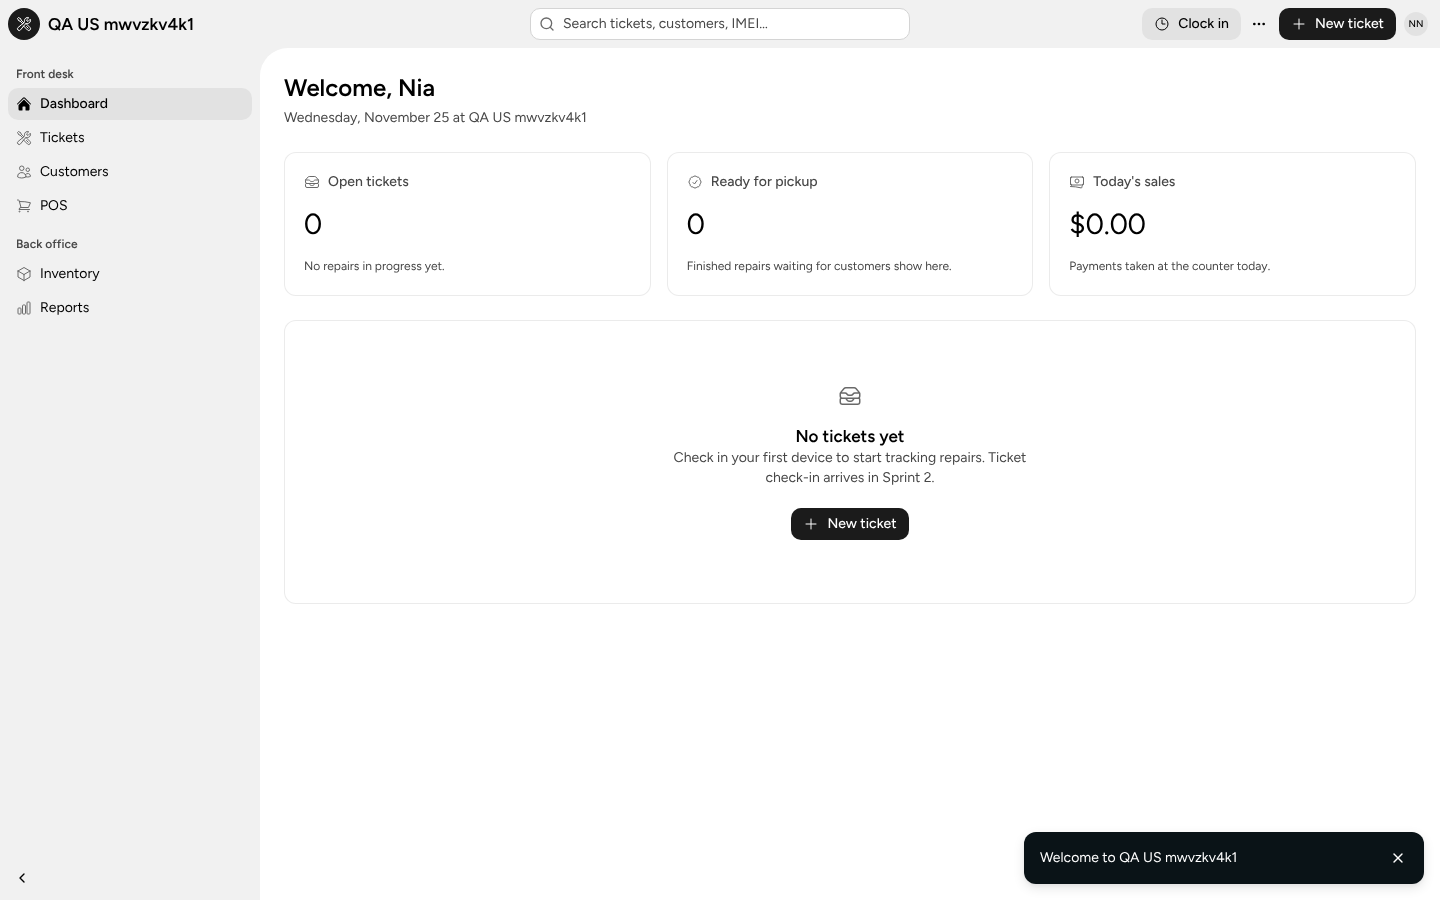 QA US mwvzkv4k1
Search tickets, customers, IMEI...
Clock in
New ticket
NN
Front desk
Dashboard
Tickets
Customers
POS
Back office
Inventory
Reports
Welcome, Nia
Wednesday, November 25 at QA US mwvzkv4k1
Open tickets
0
No repairs in progress yet.
Ready for pickup
0
Finished repairs waiting for customers show here.
Today's sales
$0.00
Payments taken at the counter today.
No tickets yet
Check in your first device to start tracking repairs. Ticket
check-in arrives in Sprint 2.
New ticket
Welcome to QA US mwvzkv4k1